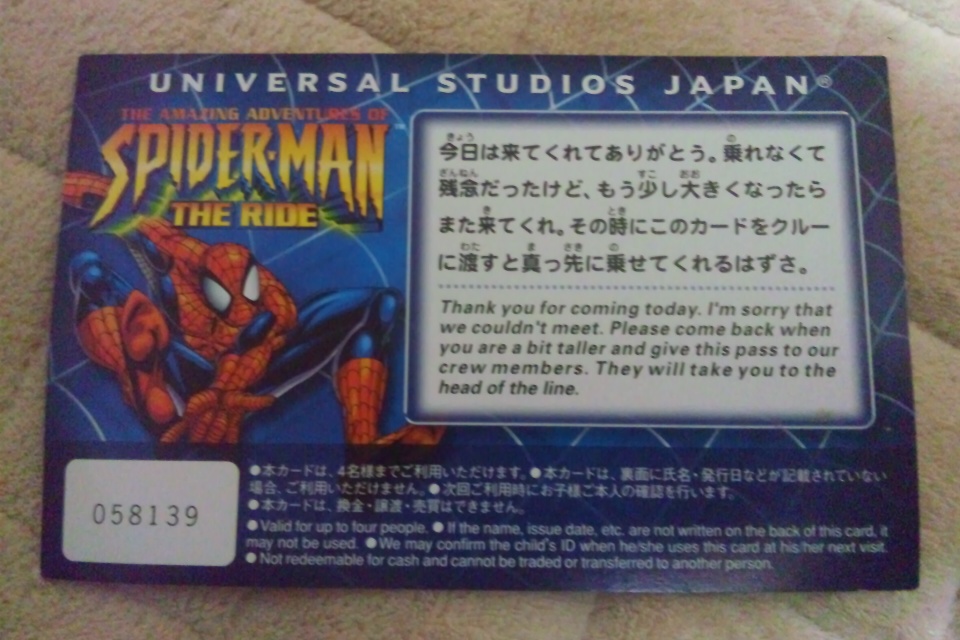 UNIVERSAL STUDIOS JAPAN®
THE AMAZING ADVENTURES OF
SPIDER-MAN™
THE RIDE
今日は来てくれてありがとう。乗れなくて
残念だったけど、もう少し大きくなったら
また来てくれ。その時にこのカードをクルー
に渡すと真っ先に乗せてくれるはずさ。
Thank you for coming today. I'm sorry that
we couldn't meet. Please come back when
you are a bit taller and give this pass to our
crew members. They will take you to the
head of the line.
058139
●本カードは、4名様までご利用いただけます。●本カードは、裏面に氏名・発行日などが記載されていない
場合、ご利用いただけません。●次回ご利用時にお子様ご本人の確認を行います。
●本カードは、換金・譲渡・売買はできません。
●Valid for up to four people. ●If the name, issue date, etc. are not written on the back of this card, it
may not be used. ●We may confirm the child's ID when he/she uses this card at his/her next visit.
●Not redeemable for cash and cannot be traded or transferred to another person.